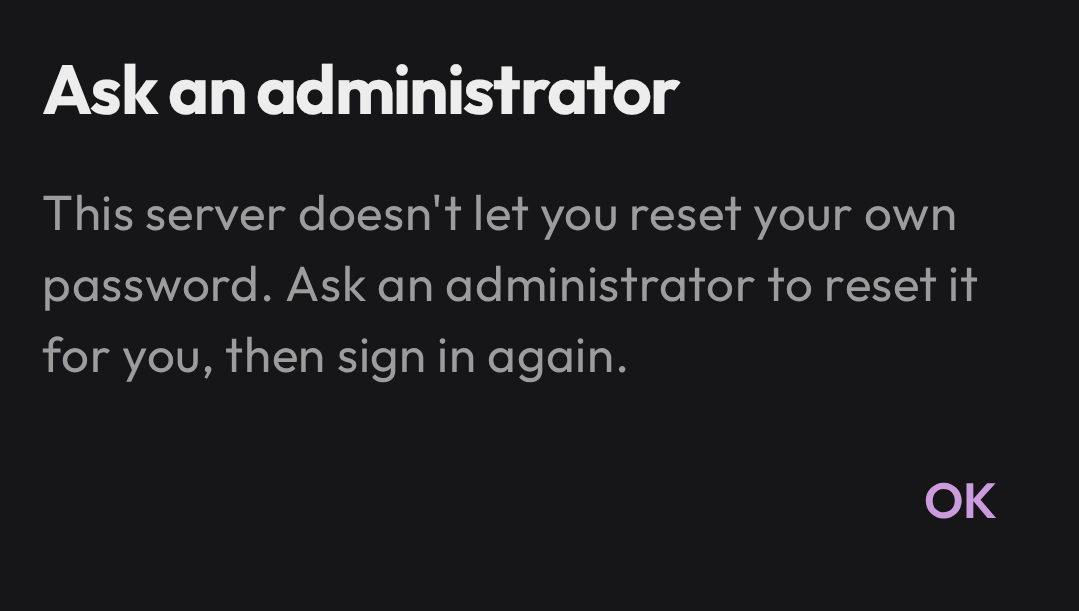 Ask an administrator
This server doesn't let you reset your own
password. Ask an administrator to reset it
for you, then sign in again.
OK